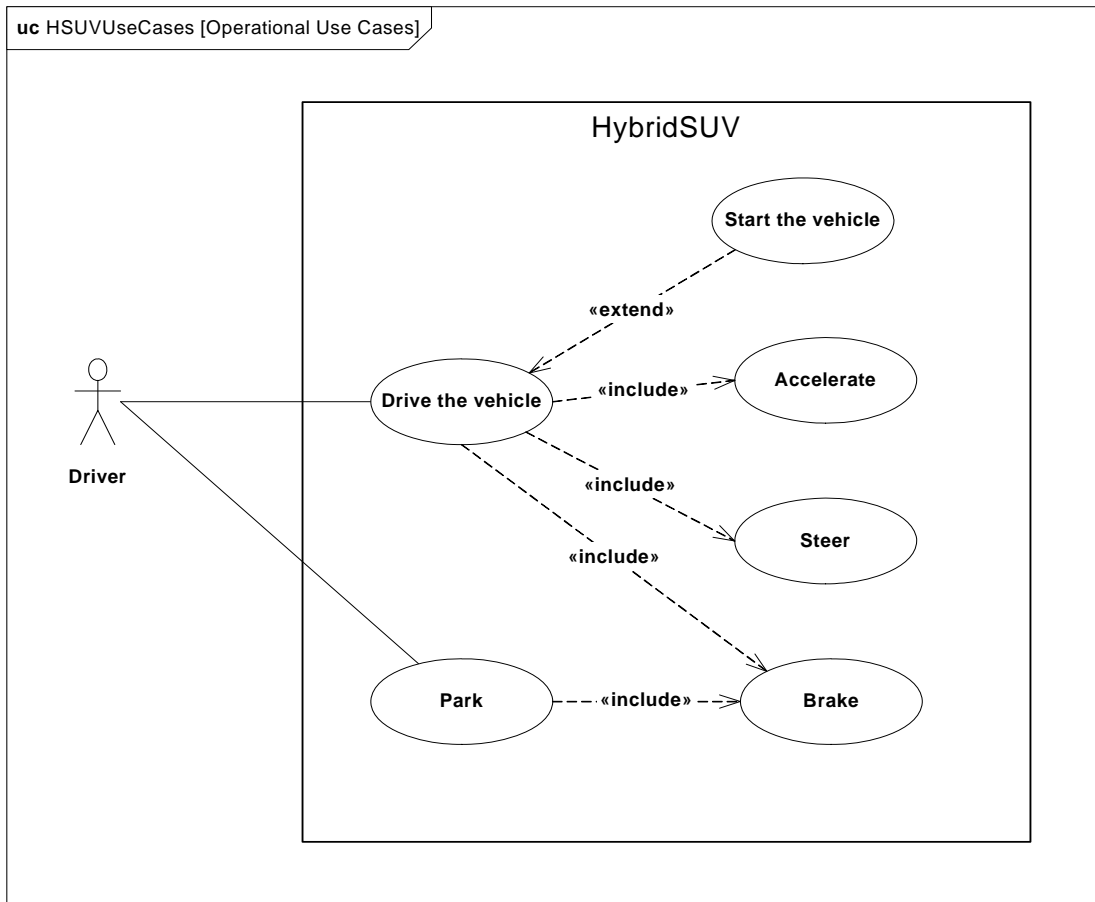 uc HSUVUseCases [Operational Use Cases]
HybridSUV
Start the vehicle
«extend»
Accelerate
«include»
Drive the vehicle
Driver
«include»
Steer
«include»
Park
«include»
Brake